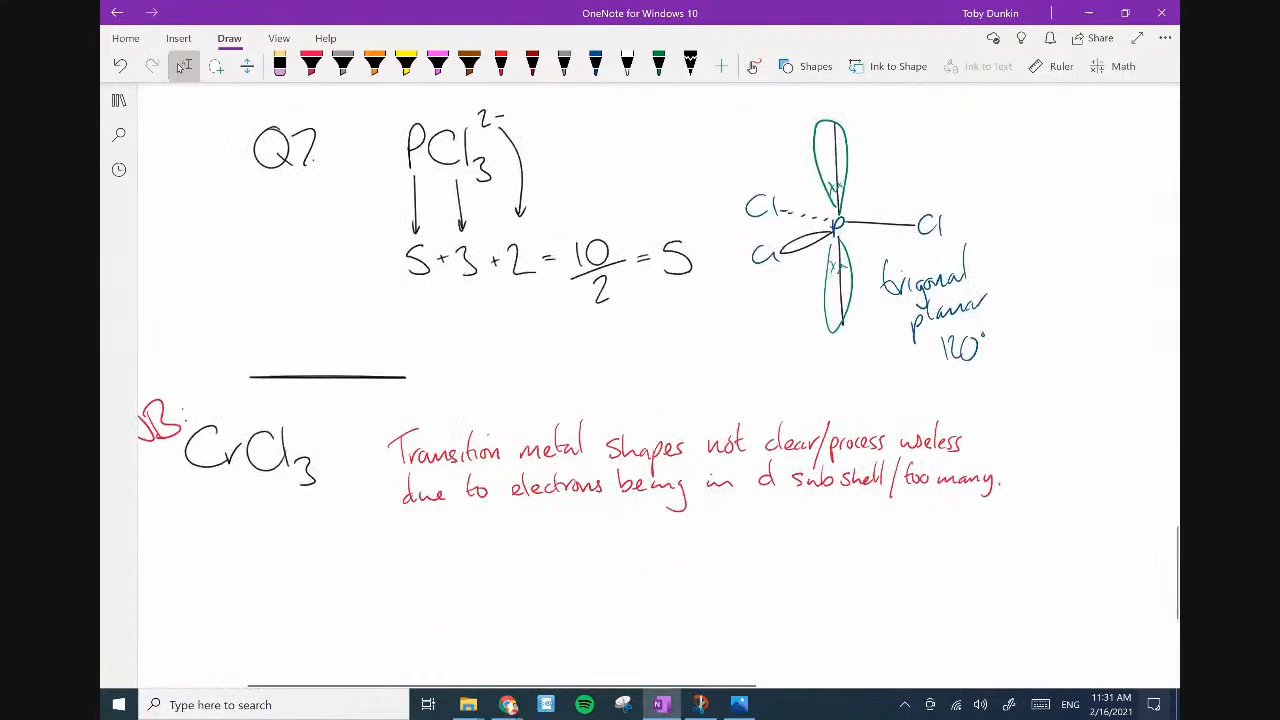 OneNote for Windows 10
Toby Dunkin
Home Insert Draw View Help
Share
Shapes Ink to Shape Ink to Text Ruler Math
Q7. PCl3 2-
5 + 3 + 2 = 10/2 = 5
Cl P Cl
Cl
xx
xx
trigonal
planar
120°
NB:
CrCl3
Transition metal shapes not clear/process useless
due to electrons being in d subshell/too many.
Type here to search
ENG
11:31 AM
2/16/2021